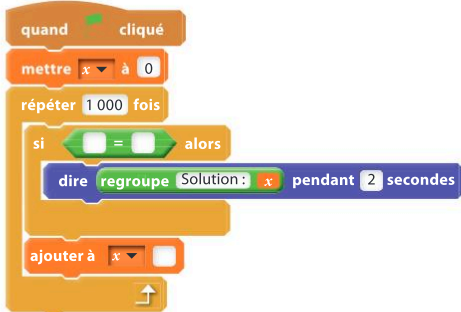 quand cliqué
mettre x à 0
répéter 1 000 fois
si = alors
dire regroupe Solution : x pendant 2 secondes
ajouter à x